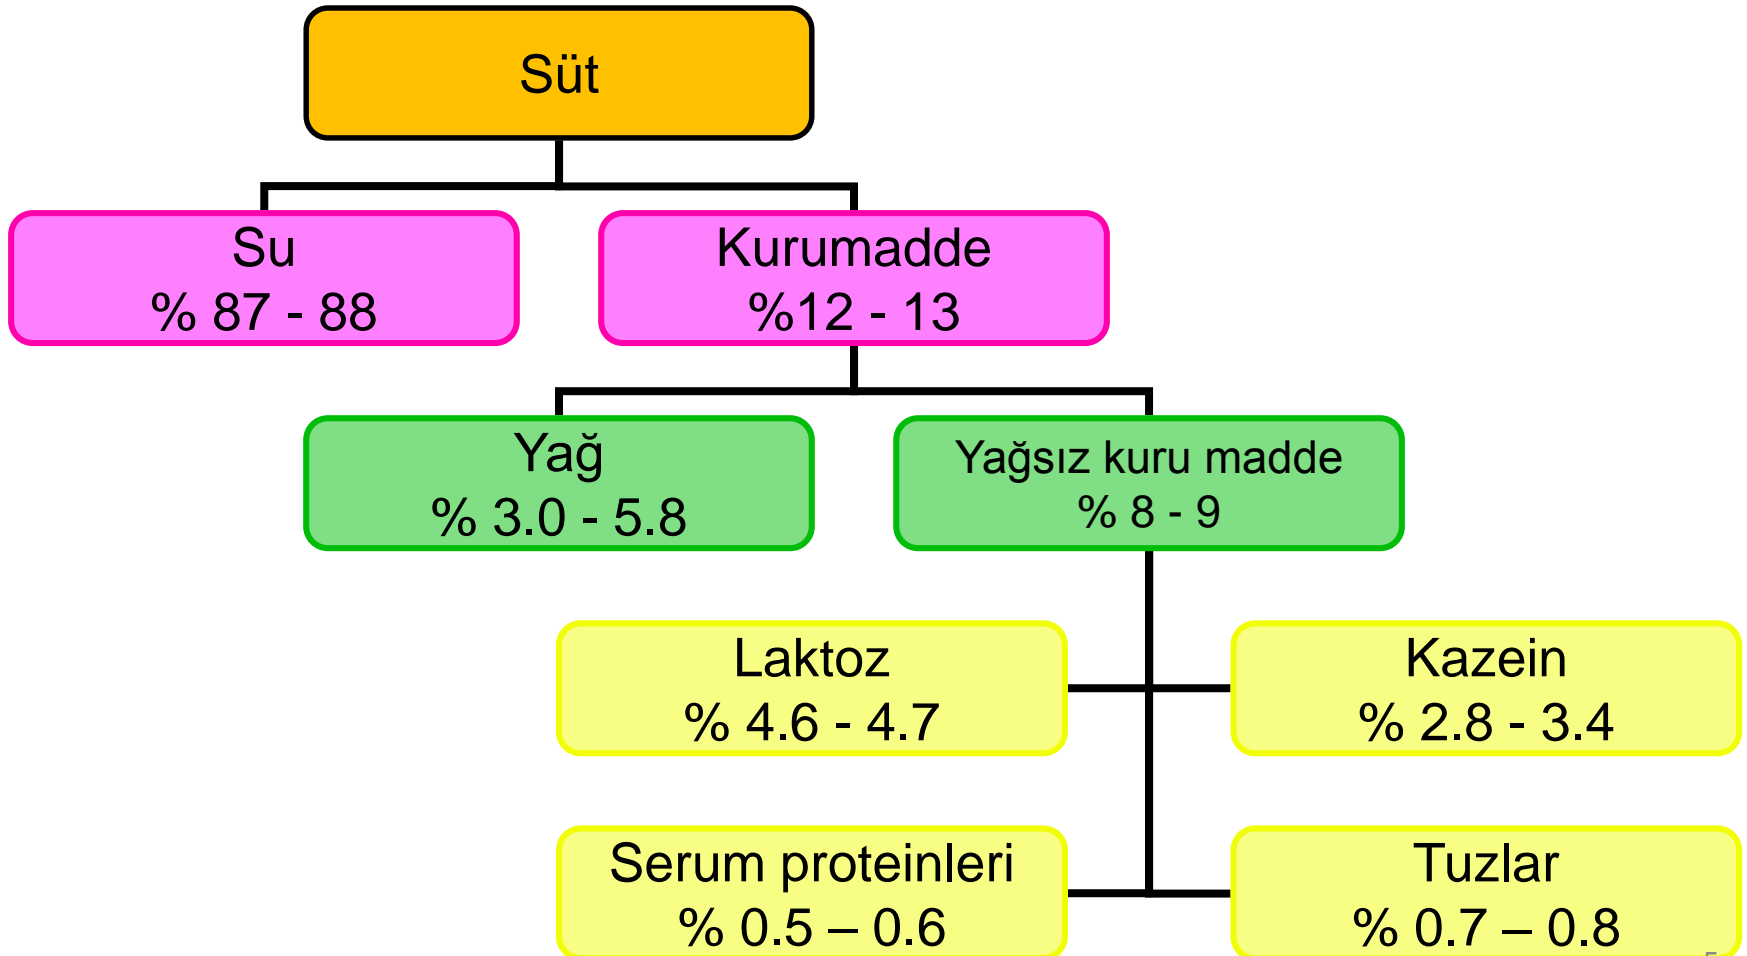 Süt
Su
% 87 - 88
Kurumadde
%12 - 13
Yağ
% 3.0 - 5.8
Yağsız kuru madde
% 8 - 9
Laktoz
% 4.6 - 4.7
Kazein
% 2.8 - 3.4
Serum proteinleri
% 0.5 – 0.6
Tuzlar
% 0.7 – 0.8